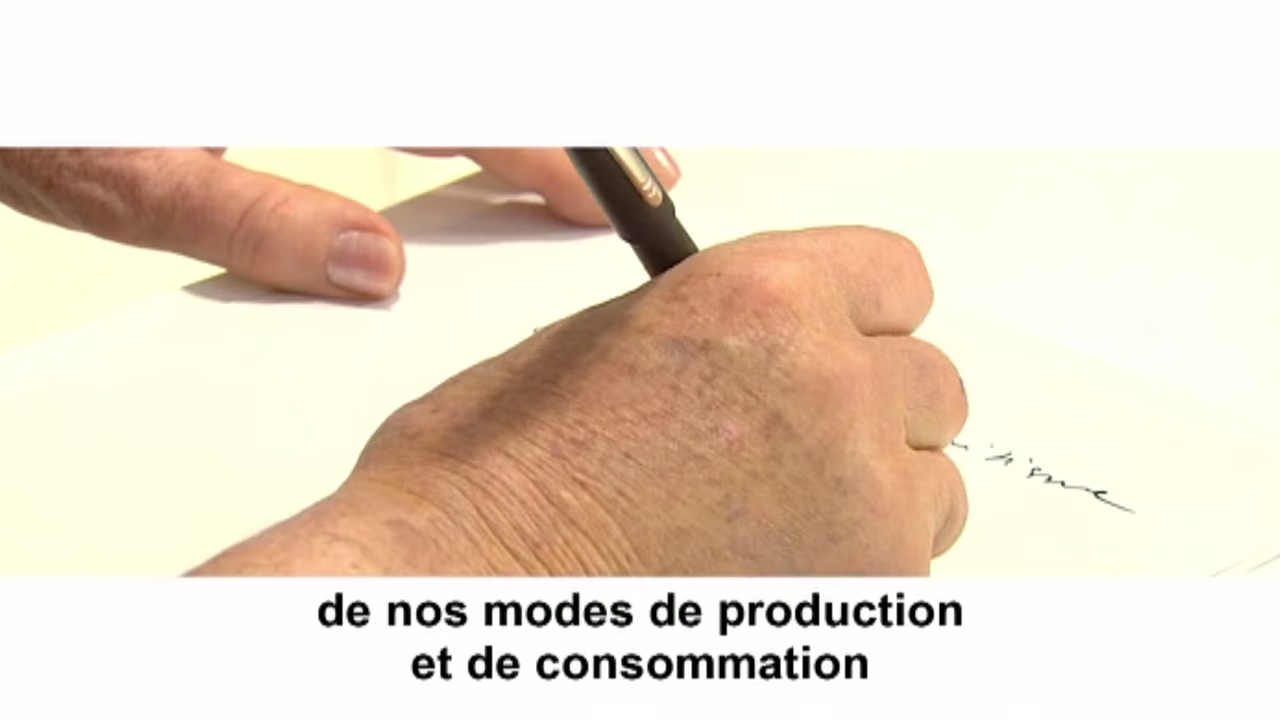 de nos modes de production
et de consommation